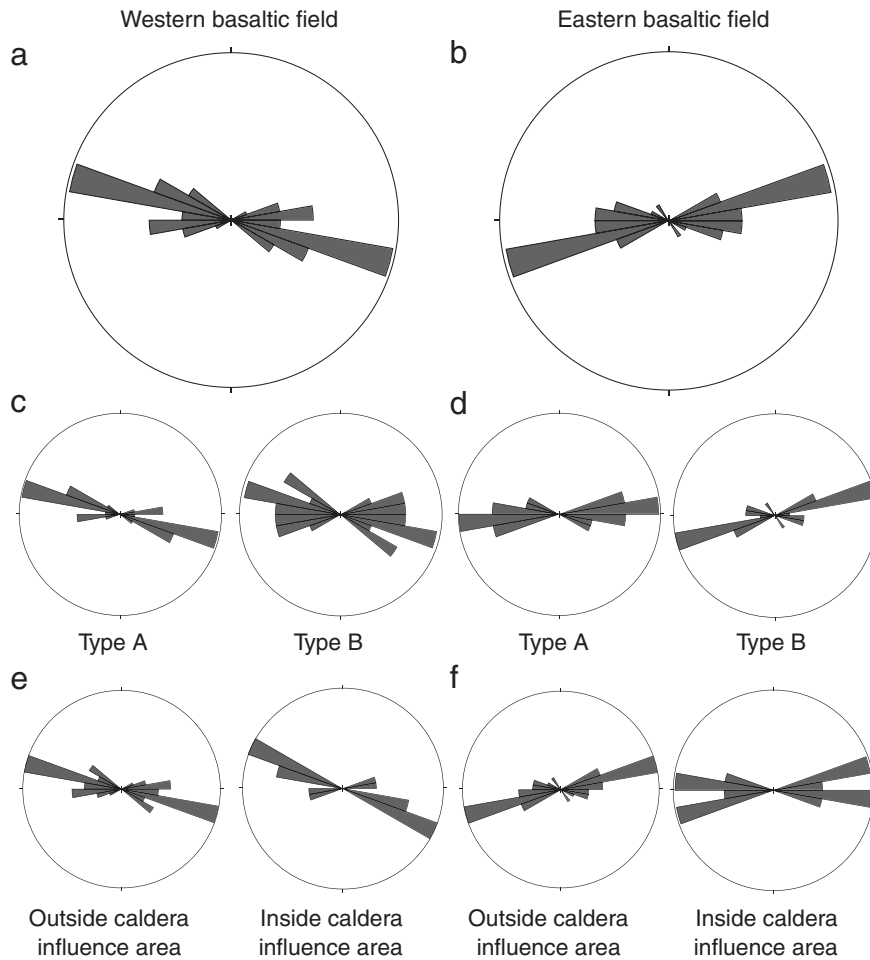 Western basaltic field
Eastern basaltic field
a
b
c
d
Type A
Type B
Type A
Type B
e
f
Outside caldera
influence area
Inside caldera
influence area
Outside caldera
influence area
Inside caldera
influence area